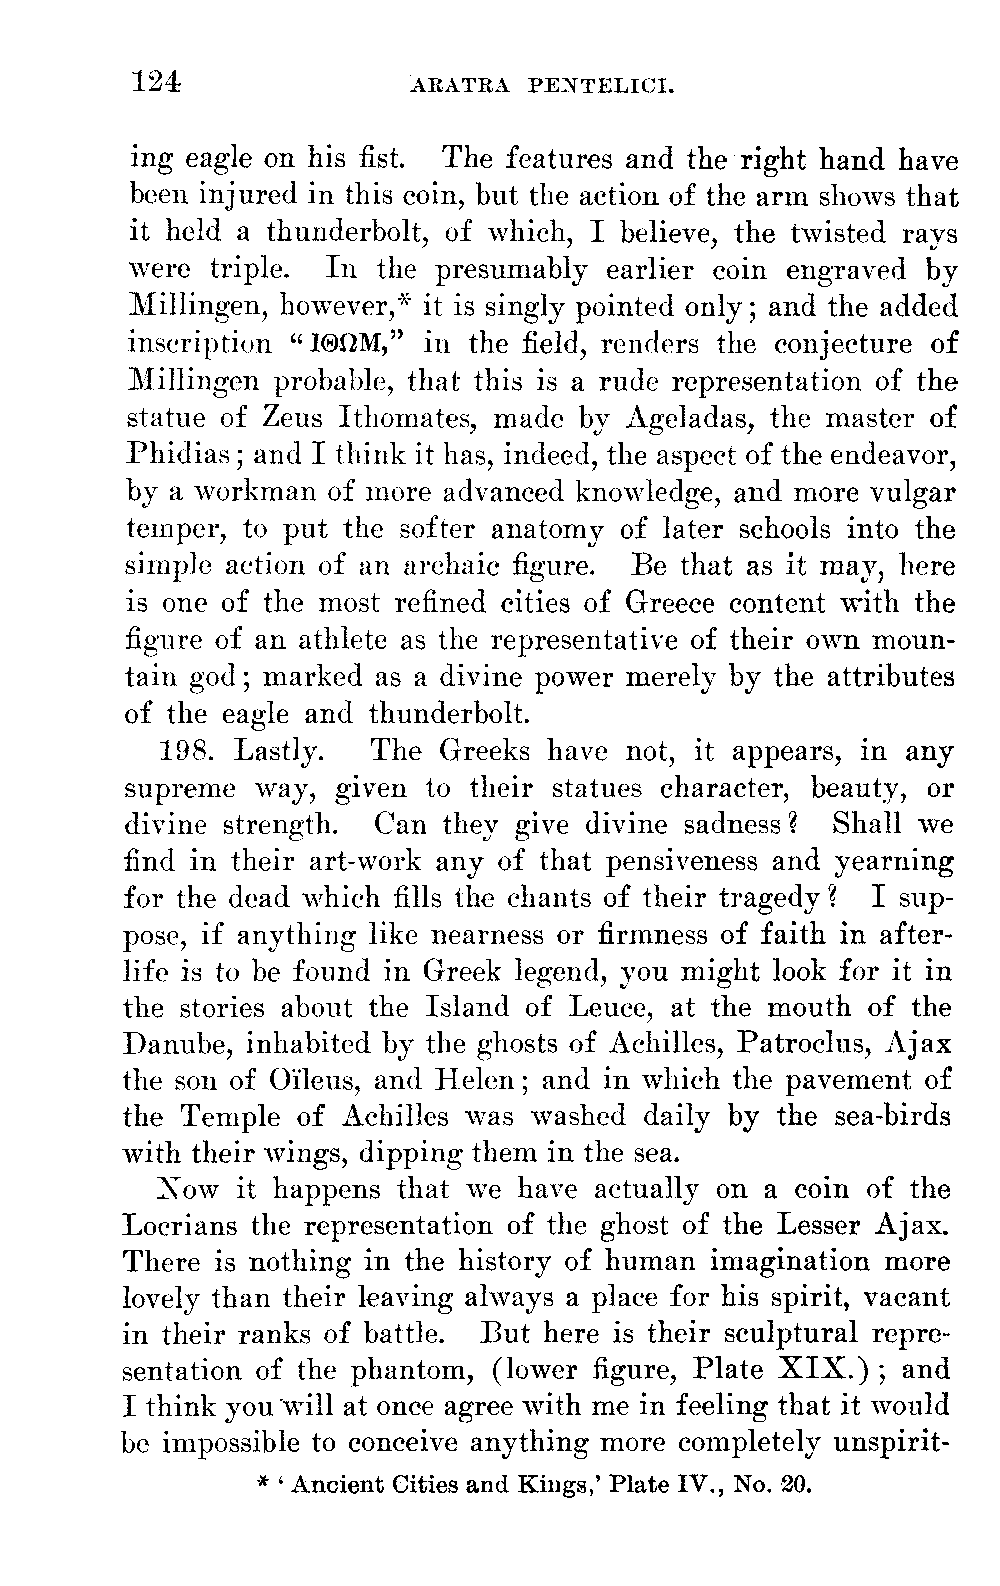 124 ARATRA PENTELICI.
ing eagle on his fist. The features and the right hand have
been injured in this coin, but the action of the arm shows that
it held a thunderbolt, of which, I believe, the twisted rays
were triple. In the presumably earlier coin engraved by
Millingen, however,* it is singly pointed only; and the added
inscription “ΙΘΩΜ,” in the field, renders the conjecture of
Millingen probable, that this is a rude representation of the
statue of Zeus Ithomates, made by Ageladas, the master of
Phidias; and I think it has, indeed, the aspect of the endeavor,
by a workman of more advanced knowledge, and more vulgar
temper, to put the softer anatomy of later schools into the
simple action of an archaic figure. Be that as it may, here
is one of the most refined cities of Greece content with the
figure of an athlete as the representative of their own moun-
tain god; marked as a divine power merely by the attributes
of the eagle and thunderbolt.
198. Lastly. The Greeks have not, it appears, in any
supreme way, given to their statues character, beauty, or
divine strength. Can they give divine sadness? Shall we
find in their art-work any of that pensiveness and yearning
for the dead which fills the chants of their tragedy? I sup-
pose, if anything like nearness or firmness of faith in after-
life is to be found in Greek legend, you might look for it in
the stories about the Island of Leuce, at the mouth of the
Danube, inhabited by the ghosts of Achilles, Patroclus, Ajax
the son of Oïleus, and Helen; and in which the pavement of
the Temple of Achilles was washed daily by the sea-birds
with their wings, dipping them in the sea.
Now it happens that we have actually on a coin of the
Locrians the representation of the ghost of the Lesser Ajax.
There is nothing in the history of human imagination more
lovely than their leaving always a place for his spirit, vacant
in their ranks of battle. But here is their sculptural repre-
sentation of the phantom, (lower figure, Plate XIX.); and
I think you will at once agree with me in feeling that it would
be impossible to conceive anything more completely unspirit-
* ‘Ancient Cities and Kings,’ Plate IV., No. 20.